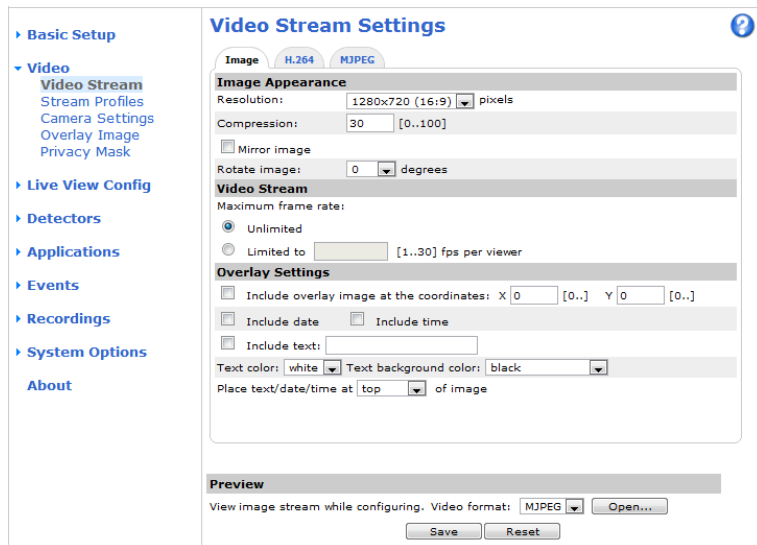 Basic Setup
Video
Video Stream
Stream Profiles
Camera Settings
Overlay Image
Privacy Mask
Live View Config
Detectors
Applications
Events
Recordings
System Options
About
Video Stream Settings
?
Image H.264 MJPEG
Image Appearance
Resolution: 1280x720 (16:9) pixels
Compression: 30 [0..100]
Mirror image
Rotate image: 0 degrees
Video Stream
Maximum frame rate:
Unlimited
Limited to [1..30] fps per viewer
Overlay Settings
Include overlay image at the coordinates: X 0 [0..] Y 0 [0..]
Include date Include time
Include text:
Text color: white Text background color: black
Place text/date/time at top of image
Preview
View image stream while configuring. Video format: MJPEG Open...
Save Reset